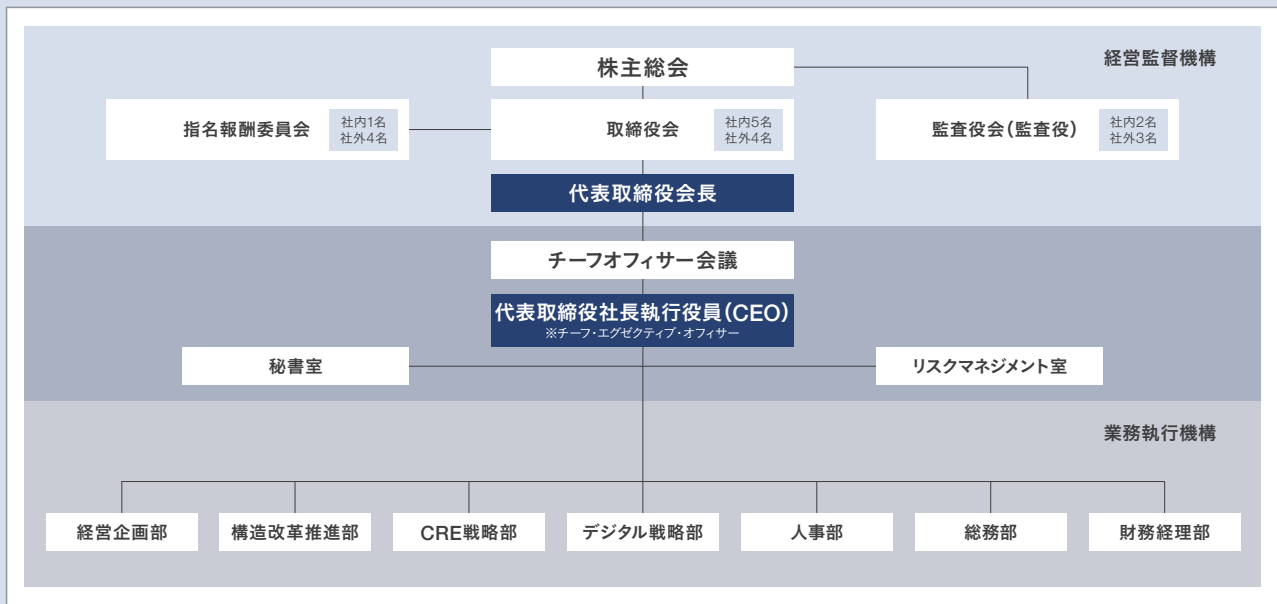 経営監督機構
株主総会
指名報酬委員会
社内1名
社外4名
取締役会
社内5名
社外4名
監査役会(監査役)
社内2名
社外3名
代表取締役会長
チーフオフィサー会議
代表取締役社長執行役員(CEO)
※チーフ・エグゼクティブ・オフィサー
秘書室
リスクマネジメント室
業務執行機構
経営企画部
構造改革推進部
CRE戦略部
デジタル戦略部
人事部
総務部
財務経理部